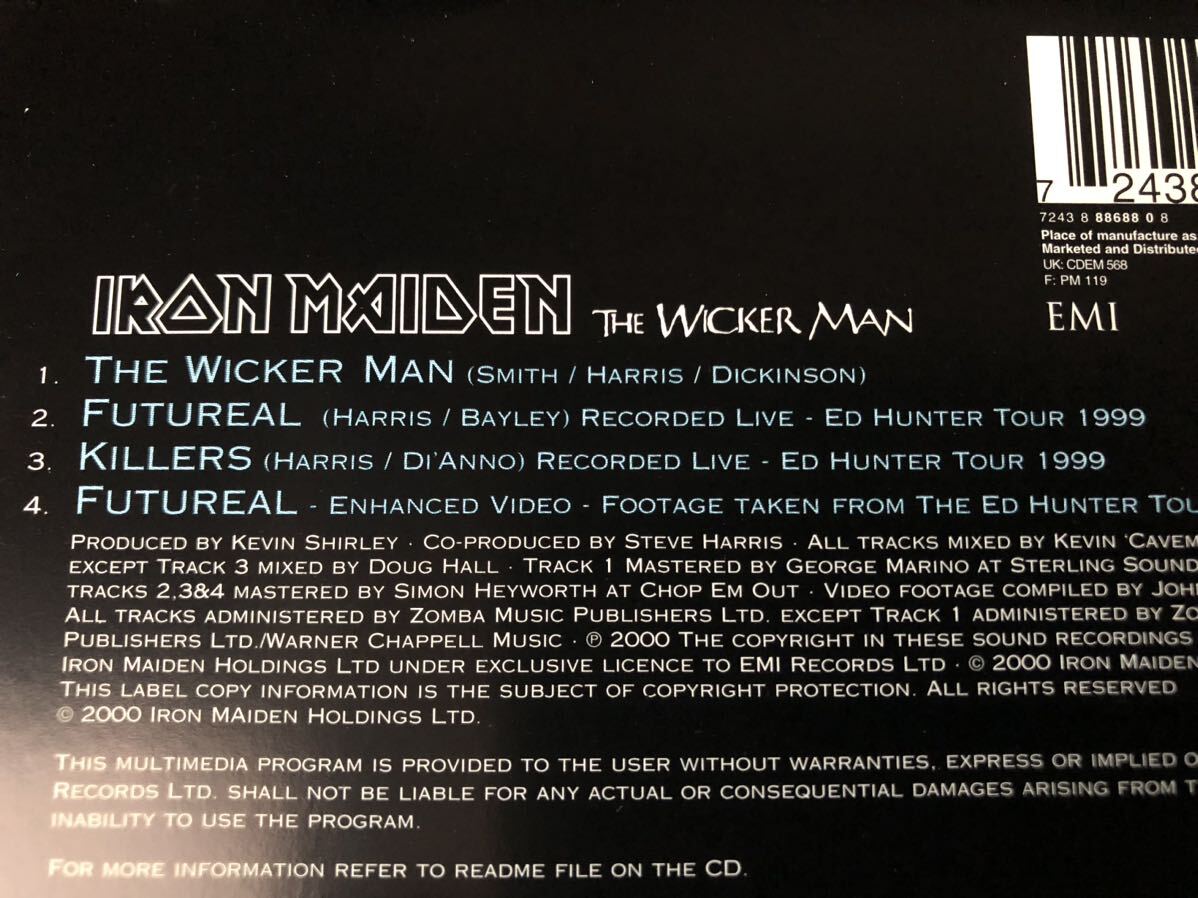 7 2438
7243 8 88688 0 8
Place of manufacture as
Marketed and Distribute
UK: CDEM 568
F: PM 119
EMI
IRON MAIDEN THE WICKER MAN
1. THE WICKER MAN (SMITH / HARRIS / DICKINSON)
2. FUTUREAL (HARRIS / BAYLEY) RECORDED LIVE - ED HUNTER TOUR 1999
3. KILLERS (HARRIS / DI'ANNO) RECORDED LIVE - ED HUNTER TOUR 1999
4. FUTUREAL - ENHANCED VIDEO - FOOTAGE TAKEN FROM THE ED HUNTER TOU
PRODUCED BY KEVIN SHIRLEY · CO-PRODUCED BY STEVE HARRIS · ALL TRACKS MIXED BY KEVIN 'CAVEM
EXCEPT TRACK 3 MIXED BY DOUG HALL · TRACK 1 MASTERED BY GEORGE MARINO AT STERLING SOUND
TRACKS 2,3&4 MASTERED BY SIMON HEYWORTH AT CHOP EM OUT · VIDEO FOOTAGE COMPILED BY JOH
ALL TRACKS ADMINISTERED BY ZOMBA MUSIC PUBLISHERS LTD. EXCEPT TRACK 1 ADMINISTERED BY ZO
PUBLISHERS LTD./WARNER CHAPPELL MUSIC · ℗ 2000 THE COPYRIGHT IN THESE SOUND RECORDINGS
IRON MAIDEN HOLDINGS LTD UNDER EXCLUSIVE LICENCE TO EMI RECORDS LTD · © 2000 IRON MAIDEN
THIS LABEL COPY INFORMATION IS THE SUBJECT OF COPYRIGHT PROTECTION. ALL RIGHTS RESERVED
© 2000 IRON MAIDEN HOLDINGS LTD.
THIS MULTIMEDIA PROGRAM IS PROVIDED TO THE USER WITHOUT WARRANTIES, EXPRESS OR IMPLIED O
RECORDS LTD. SHALL NOT BE LIABLE FOR ANY ACTUAL OR CONSEQUENTIAL DAMAGES ARISING FROM T
INABILITY TO USE THE PROGRAM.
FOR MORE INFORMATION REFER TO README FILE ON THE CD.